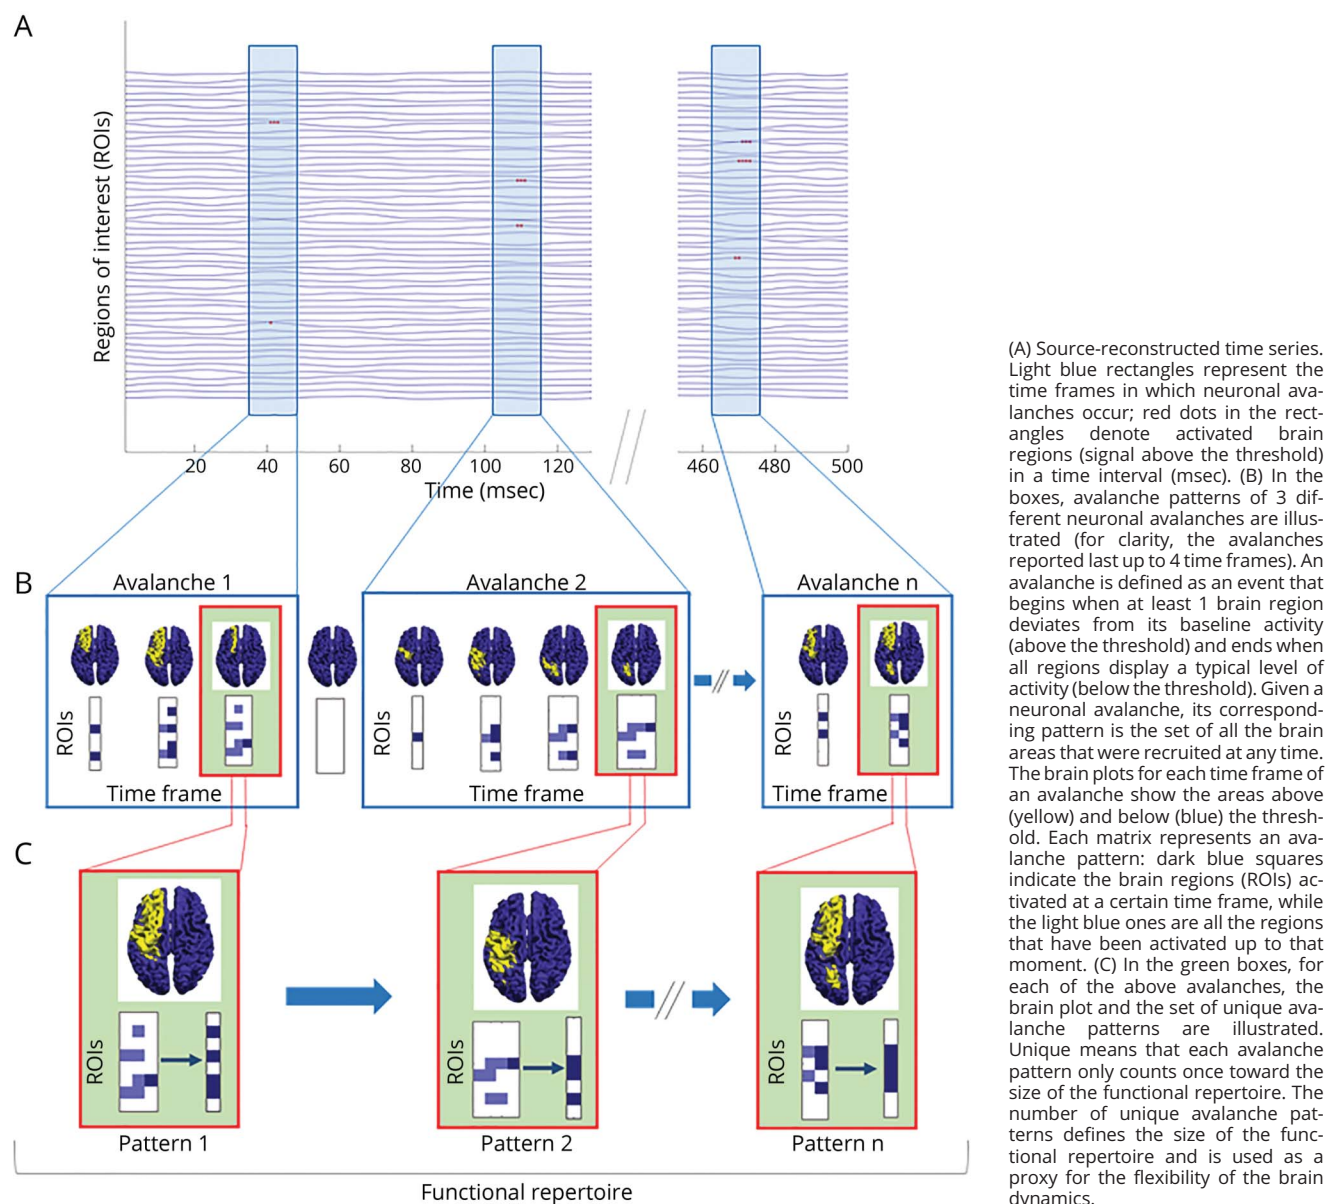 A
Regions of interest (ROIs)
20 40 60 80 100 120 460 480 500
Time (msec)
B
Avalanche 1 Avalanche 2 Avalanche n
ROIs ROIs ROIs
Time frame Time frame Time frame
C
ROIs ROIs ROIs
Pattern 1 Pattern 2 Pattern n
Functional repertoire
(A) Source-reconstructed time series.
Light blue rectangles represent the
time frames in which neuronal ava-
lanches occur; red dots in the rect-
angles denote activated brain
regions (signal above the threshold)
in a time interval (msec). (B) In the
boxes, avalanche patterns of 3 dif-
ferent neuronal avalanches are illus-
trated (for clarity, the avalanches
reported last up to 4 time frames). An
avalanche is defined as an event that
begins when at least 1 brain region
deviates from its baseline activity
(above the threshold) and ends when
all regions display a typical level of
activity (below the threshold). Given a
neuronal avalanche, its correspond-
ing pattern is the set of all the brain
areas that were recruited at any time.
The brain plots for each time frame of
an avalanche show the areas above
(yellow) and below (blue) the thresh-
old. Each matrix represents an ava-
lanche pattern: dark blue squares
indicate the brain regions (ROIs) ac-
tivated at a certain time frame, while
the light blue ones are all the regions
that have been activated up to that
moment. (C) In the green boxes, for
each of the above avalanches, the
brain plot and the set of unique ava-
lanche patterns are illustrated.
Unique means that each avalanche
pattern only counts once toward the
size of the functional repertoire. The
number of unique avalanche pat-
terns defines the size of the func-
tional repertoire and is used as a
proxy for the flexibility of the brain
dynamics.